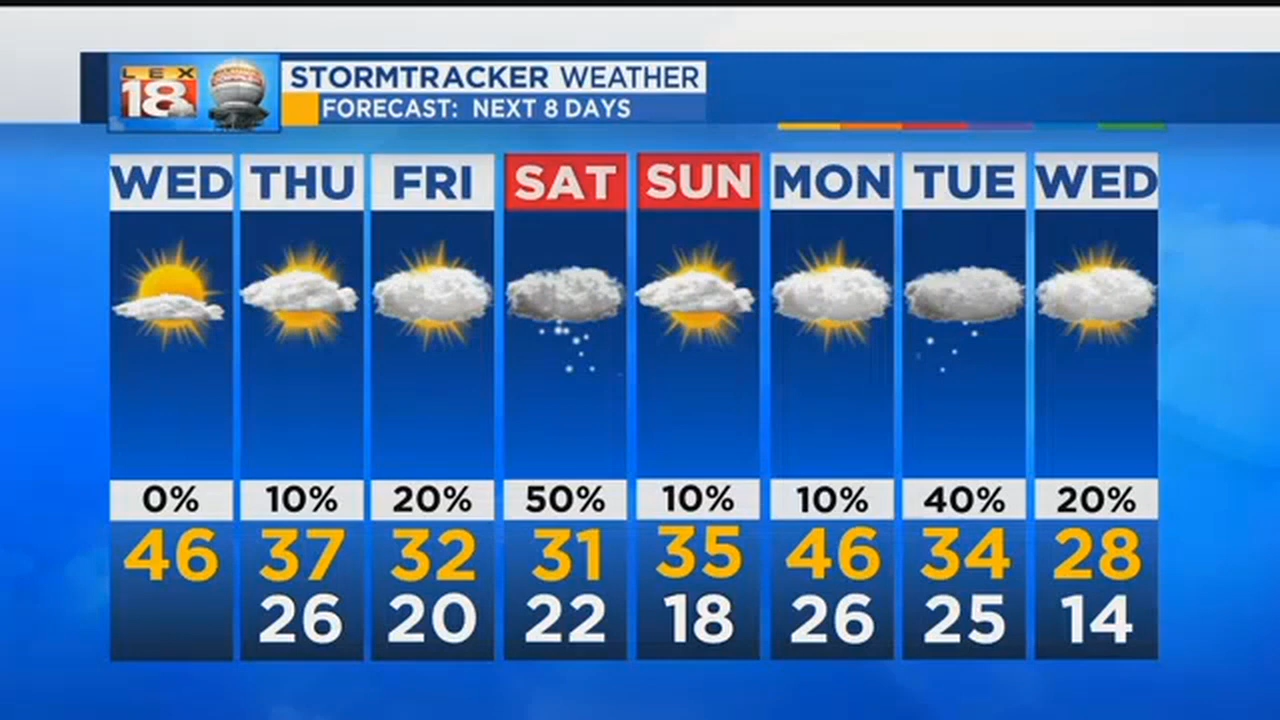 LEX
18
STORMTRACKER WEATHER
FORECAST: NEXT 8 DAYS
WED THU FRI SAT SUN MON TUE WED
0% 10% 20% 50% 10% 10% 40% 20%
46 37 32 31 35 46 34 28
26 20 22 18 26 25 14